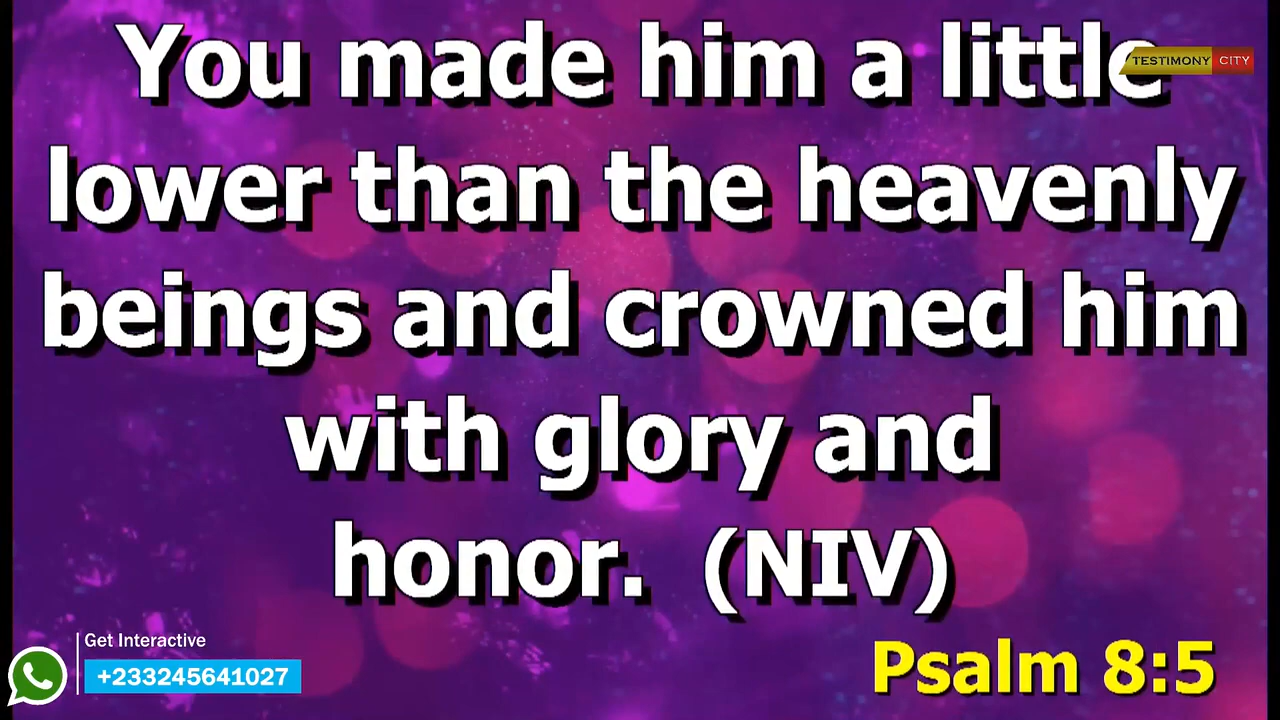 You made him a little
TESTIMONY CITY
lower than the heavenly
beings and crowned him
with glory and
honor. (NIV)
Get Interactive
+233245641027
Psalm 8:5